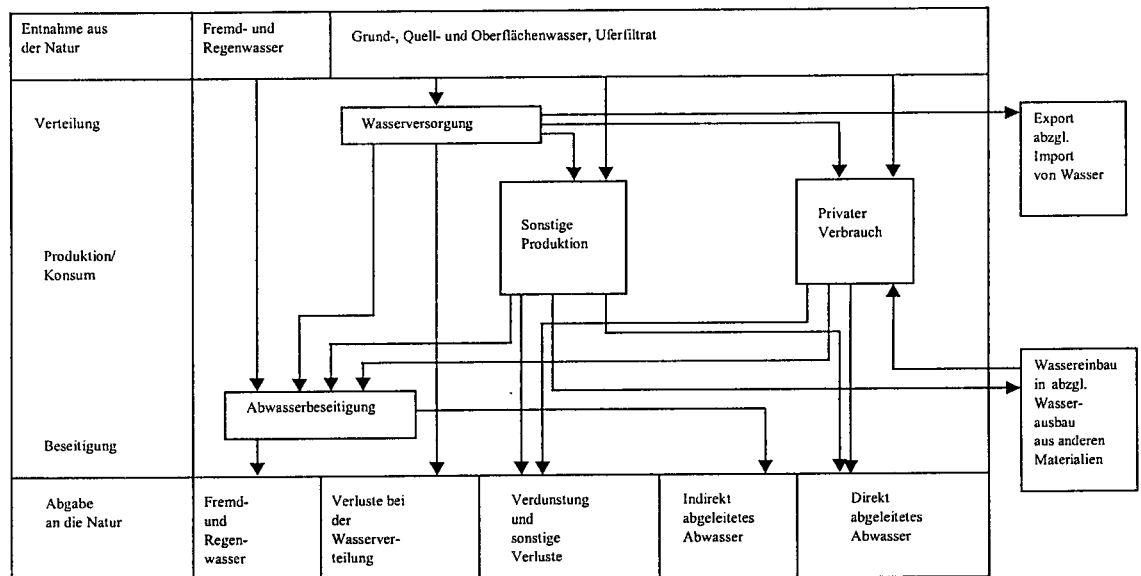 Entnahme aus
der Natur
Fremd- und
Regenwasser
Grund-, Quell- und Oberflächenwasser, Uferfiltrat
Verteilung
Wasserversorgung
Export
abzgl.
Import
von Wasser
Sonstige
Produktion
Privater
Verbrauch
Produktion/
Konsum
Wassereinbau
in abzgl.
Wasser-
ausbau
aus anderen
Materialien
Abwasserbeseitigung
Beseitigung
Abgabe
an die Natur
Fremd-
und
Regen-
wasser
Verluste bei
der
Wasserver-
teilung
Verdunstung
und
sonstige
Verluste
Indirekt
abgeleitetes
Abwasser
Direkt
abgeleitetes
Abwasser